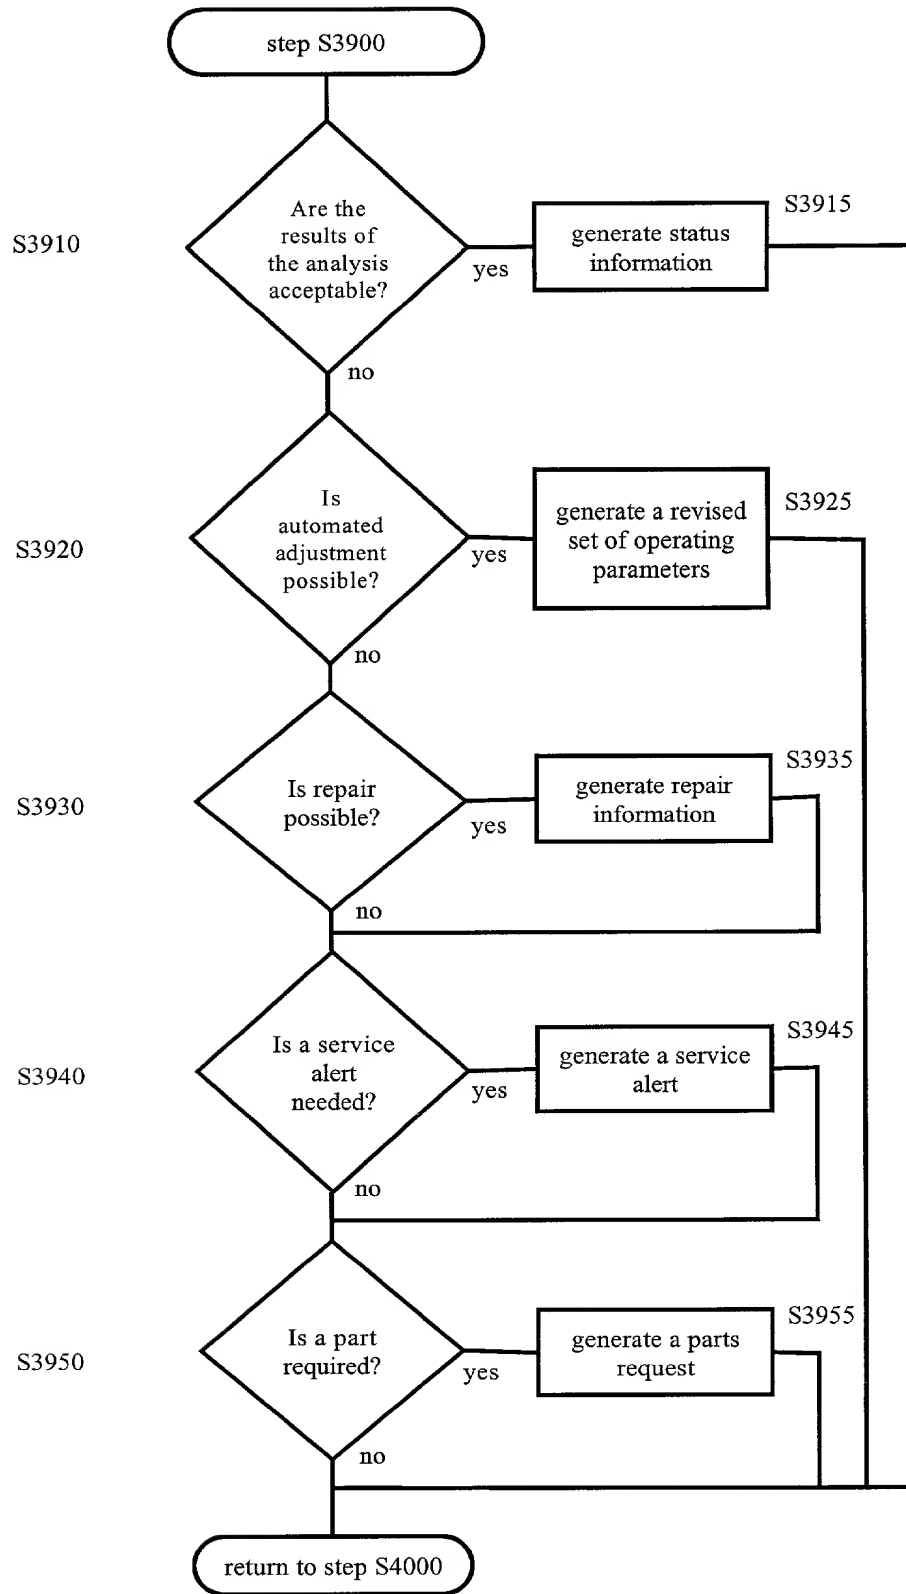 step S3900
S3910
Are the
results of
the analysis
acceptable?
yes
S3915
generate status
information
no
S3920
Is
automated
adjustment
possible?
yes
S3925
generate a revised
set of operating
parameters
no
S3930
Is repair
possible?
yes
S3935
generate repair
information
no
S3940
Is a service
alert
needed?
yes
S3945
generate a service
alert
no
S3950
Is a part
required?
yes
S3955
generate a parts
request
no
return to step S4000